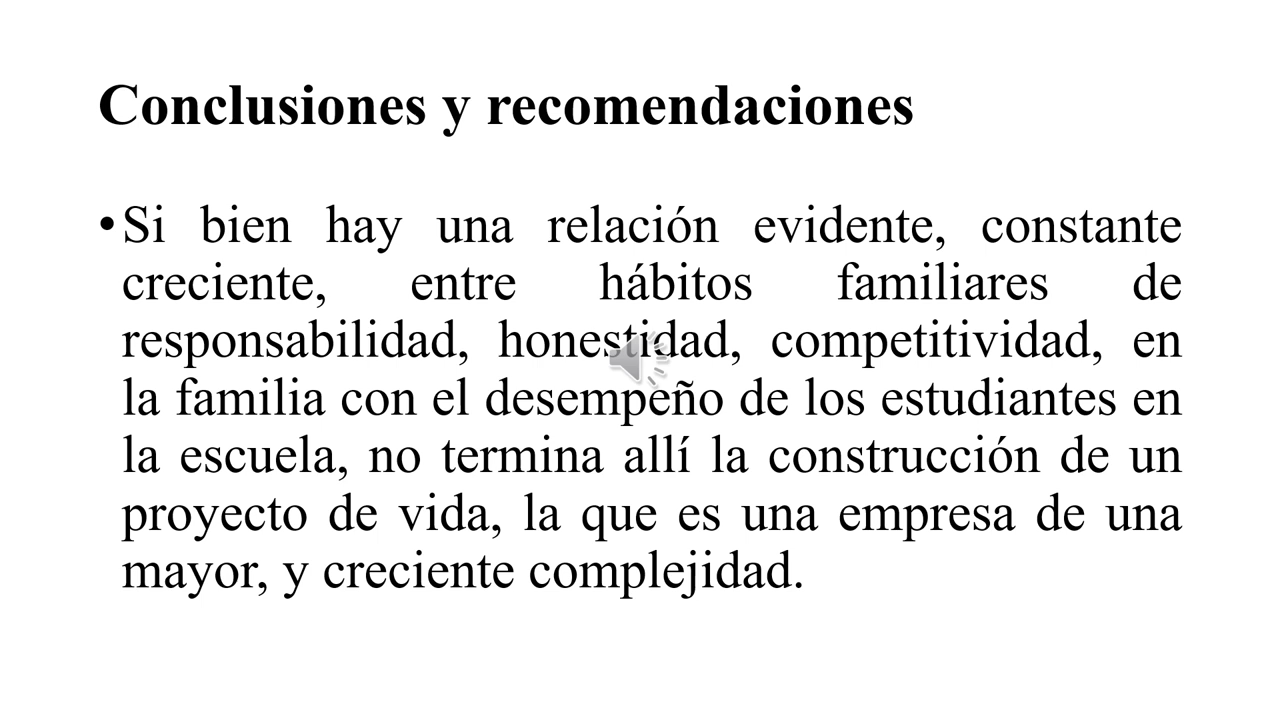 Conclusiones y recomendaciones
•Si bien hay una relación evidente, constante
creciente, entre hábitos familiares de
responsabilidad, honestidad, competitividad, en
la familia con el desempeño de los estudiantes en
la escuela, no termina allí la construcción de un
proyecto de vida, la que es una empresa de una
mayor, y creciente complejidad.